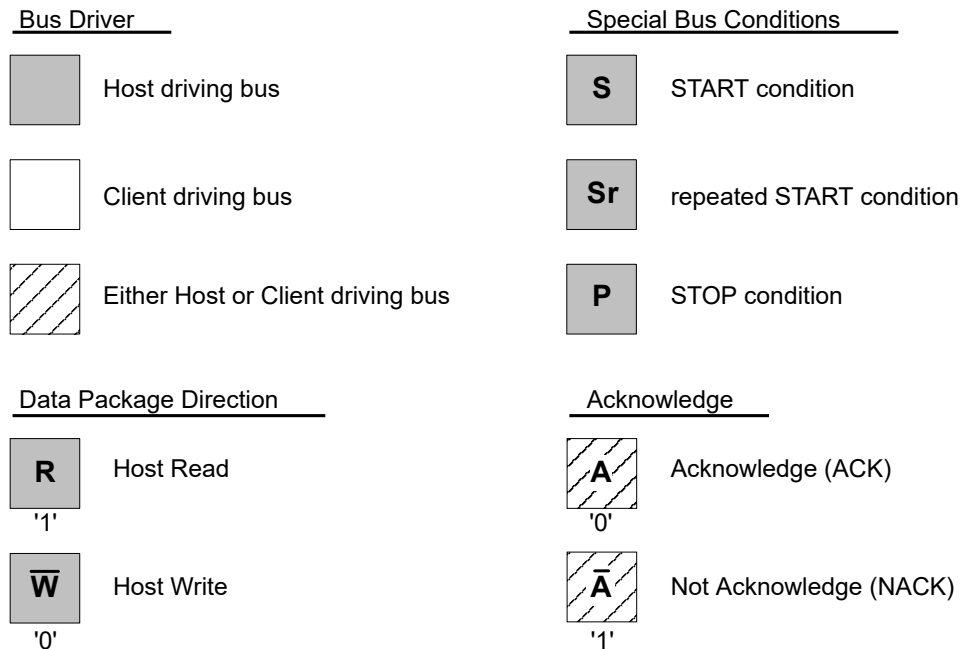 Bus Driver
Host driving bus
Client driving bus
Either Host or Client driving bus
Special Bus Conditions
S START condition
Sr repeated START condition
P STOP condition
Data Package Direction
R Host Read
'1'
W̅ Host Write
'0'
Acknowledge
A Acknowledge (ACK)
'0'
A̅ Not Acknowledge (NACK)
'1'